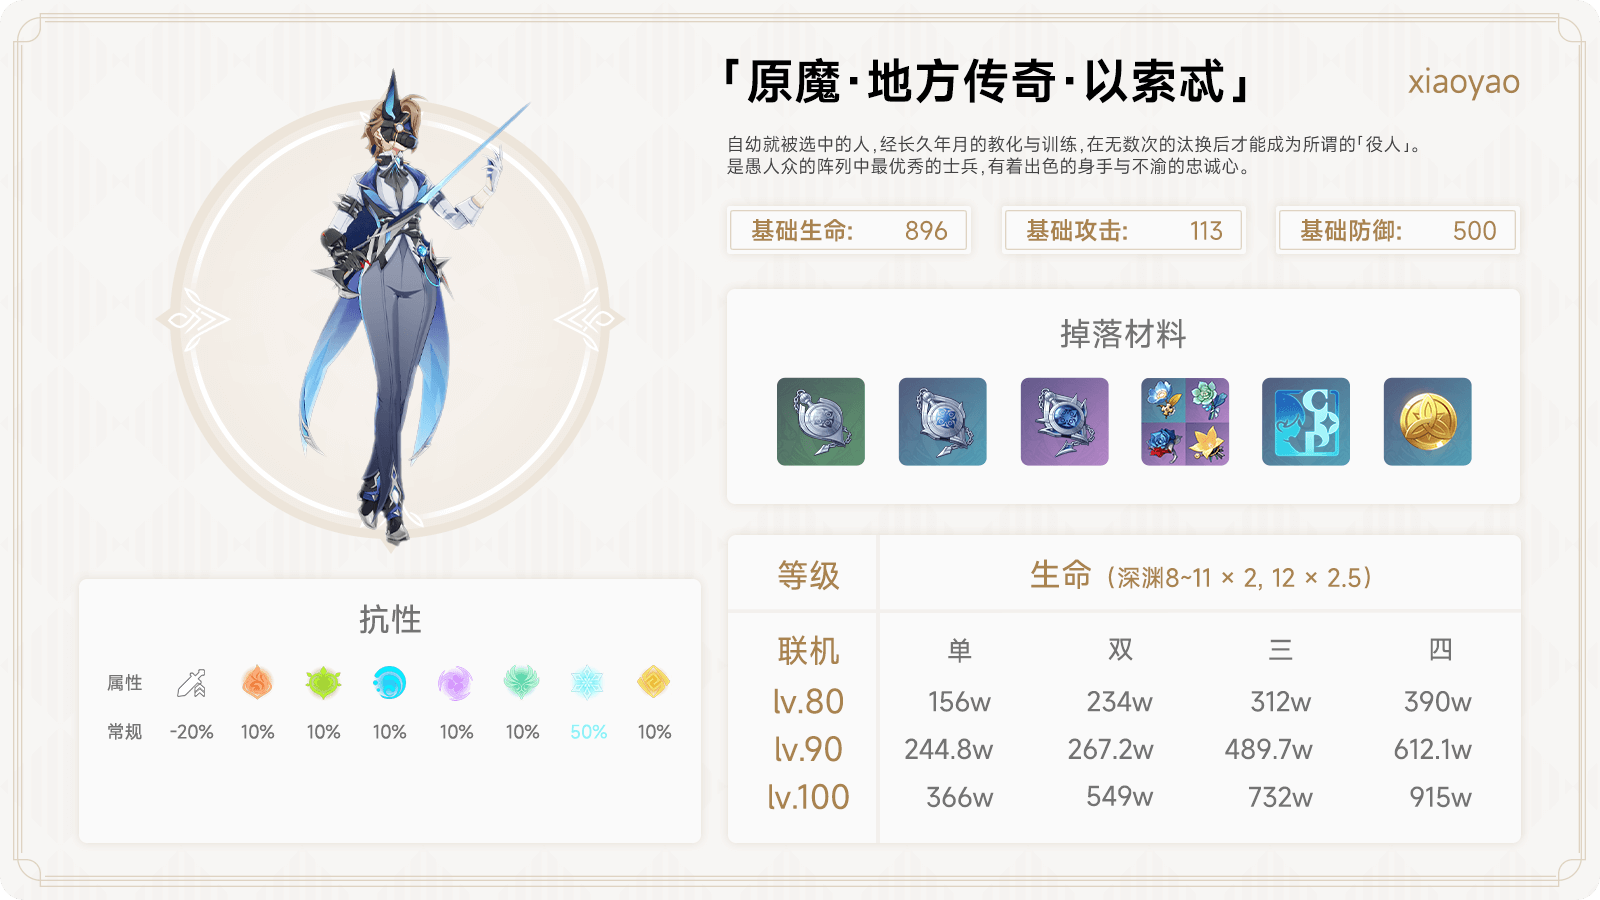 「原魔·地方传奇·以索忒」
xiaoyao
自幼就被选中的人,经长久年月的教化与训练,在无数次的汰换后才能成为所谓的「役人」。
是愚人众的阵列中最优秀的士兵,有着出色的身手与不渝的忠诚心。
基础生命: 896 基础攻击: 113 基础防御: 500
掉落材料
抗性
属性
常规 -20% 10% 10% 10% 10% 10% 50% 10%
等级 生命 (深渊8~11 × 2, 12 × 2.5)
联机 单 双 三 四
lv.80 156w 234w 312w 390w
lv.90 244.8w 267.2w 489.7w 612.1w
lv.100 366w 549w 732w 915w